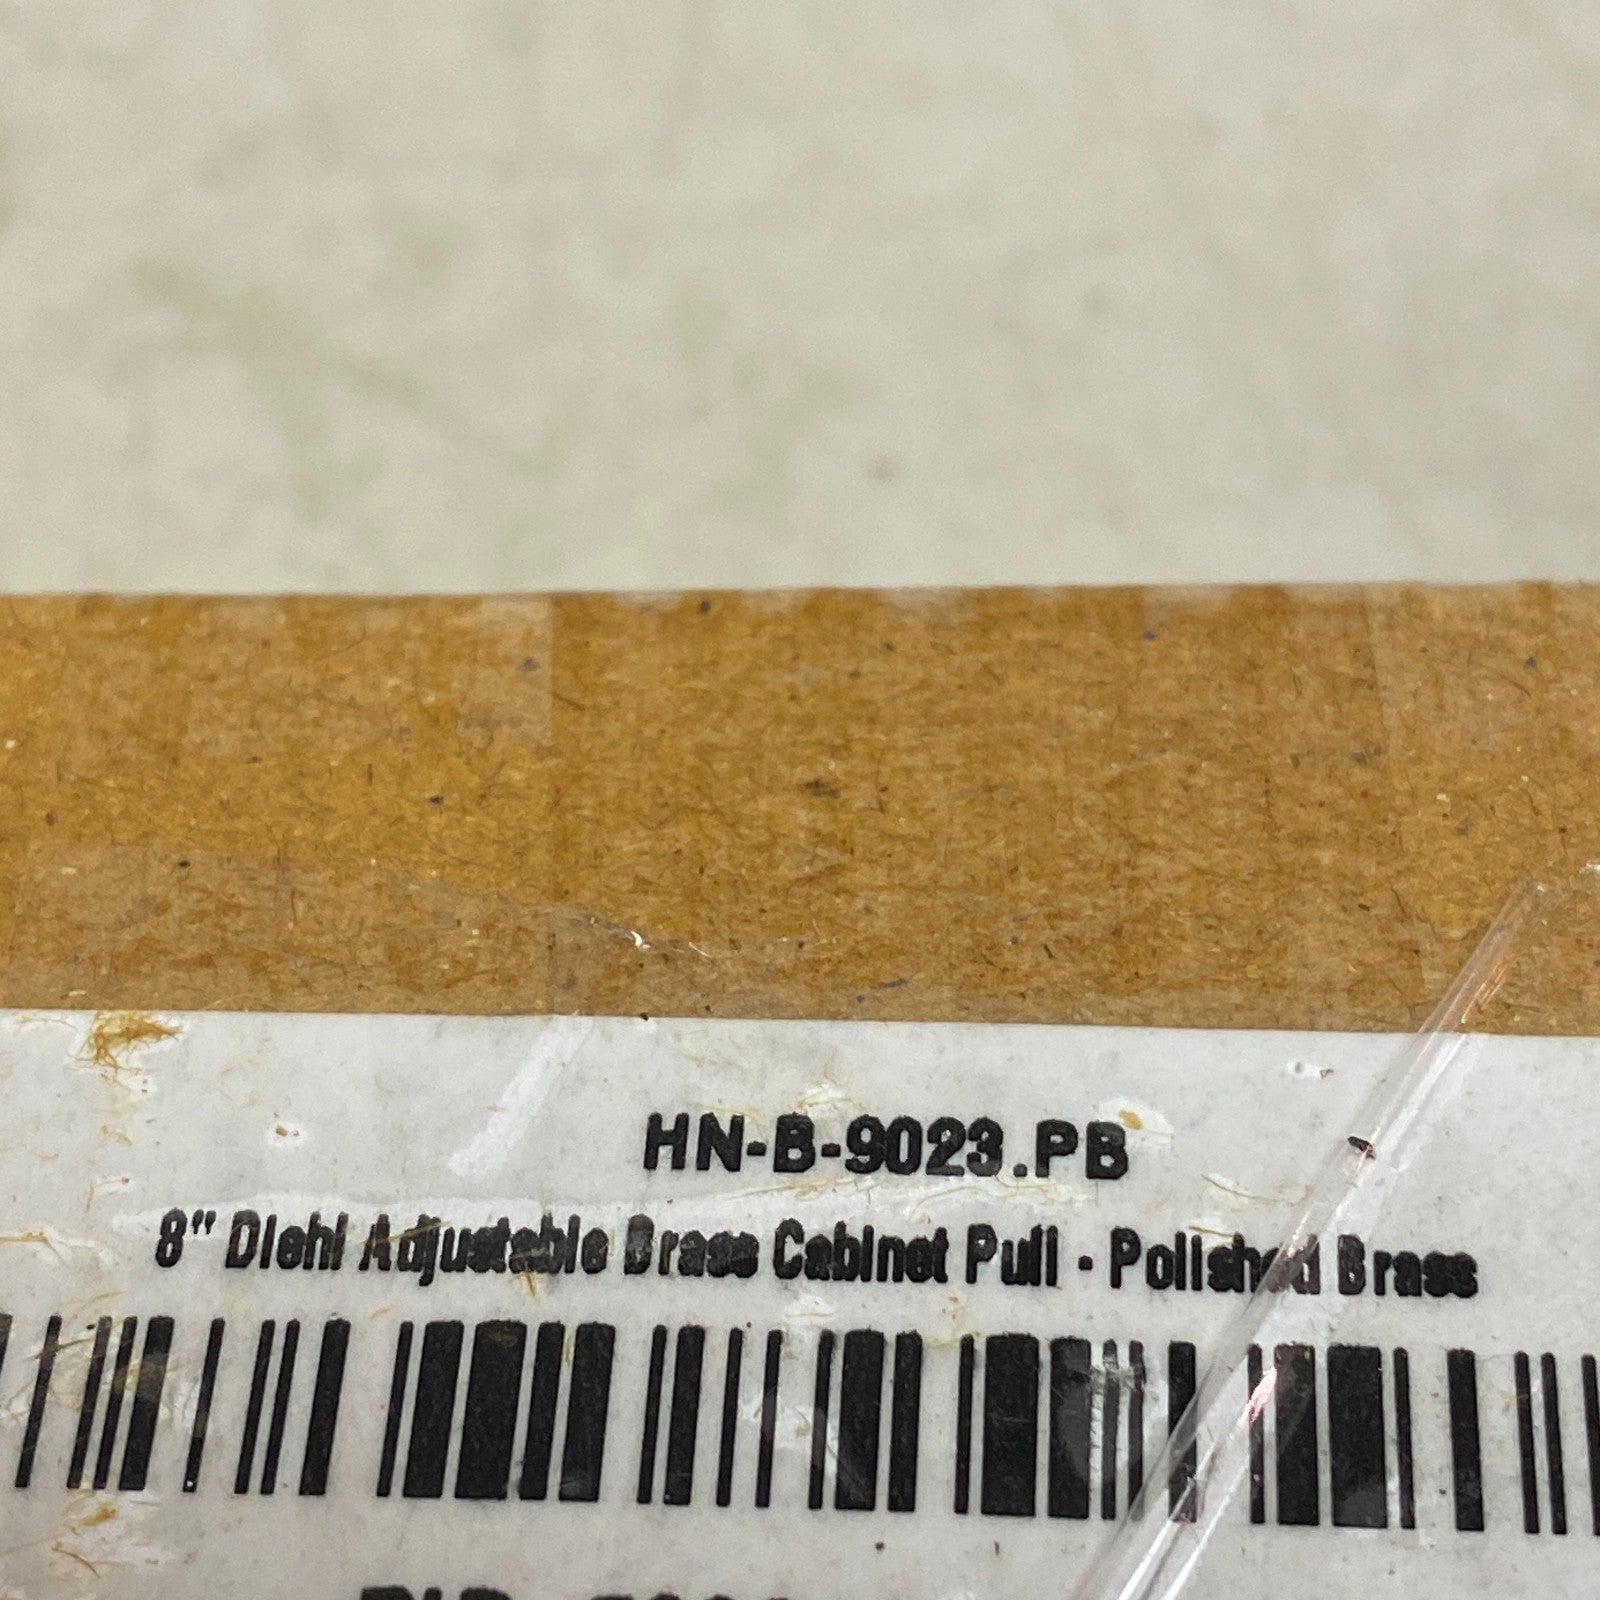 HN-B-9023.PB
8" Diehl Adjustable Brass Cabinet Pull - Polished Brass